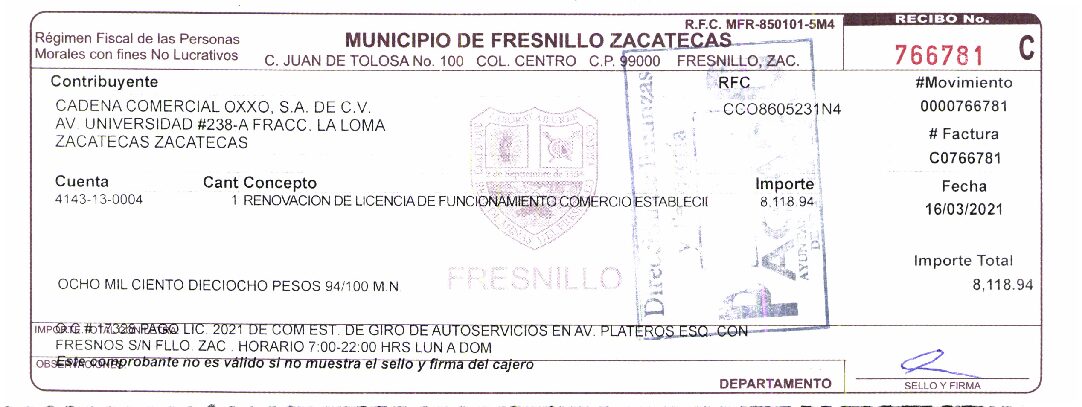 Régimen Fiscal de las Personas
Morales con fines No Lucrativos
R.F.C. MFR-850101-5M4
MUNICIPIO DE FRESNILLO ZACATECAS
C. JUAN DE TOLOSA No. 100 COL. CENTRO C.P. 99000 FRESNILLO, ZAC.
RECIBO No.
766781 C
Contribuyente
CADENA COMERCIAL OXXO, S.A. DE C.V.
AV. UNIVERSIDAD #238-A FRACC. LA LOMA
ZACATECAS ZACATECAS
RFC
CCO8605231N4
#Movimiento
0000766781
# Factura
C0766781
Fecha
16/03/2021
Cuenta Cant Concepto Importe
4143-13-0004 1 RENOVACION DE LICENCIA DE FUNCIONAMIENTO COMERCIO ESTABLECII 8,118.94
Importe Total
8,118.94
FRESNILLO
OCHO MIL CIENTO DIECIOCHO PESOS 94/100 M.N
O.C.# 17328 PAGO LIC. 2021 DE COM EST. DE GIRO DE AUTOSERVICIOS EN AV. PLATEROS ESQ. CON
FRESNOS S/N FLLO. ZAC . HORARIO 7:00-22:00 HRS LUN A DOM
OBSERVACIONES
Este comprobante no es válido si no muestra el sello y firma del cajero
DEPARTAMENTO
SELLO Y FIRMA